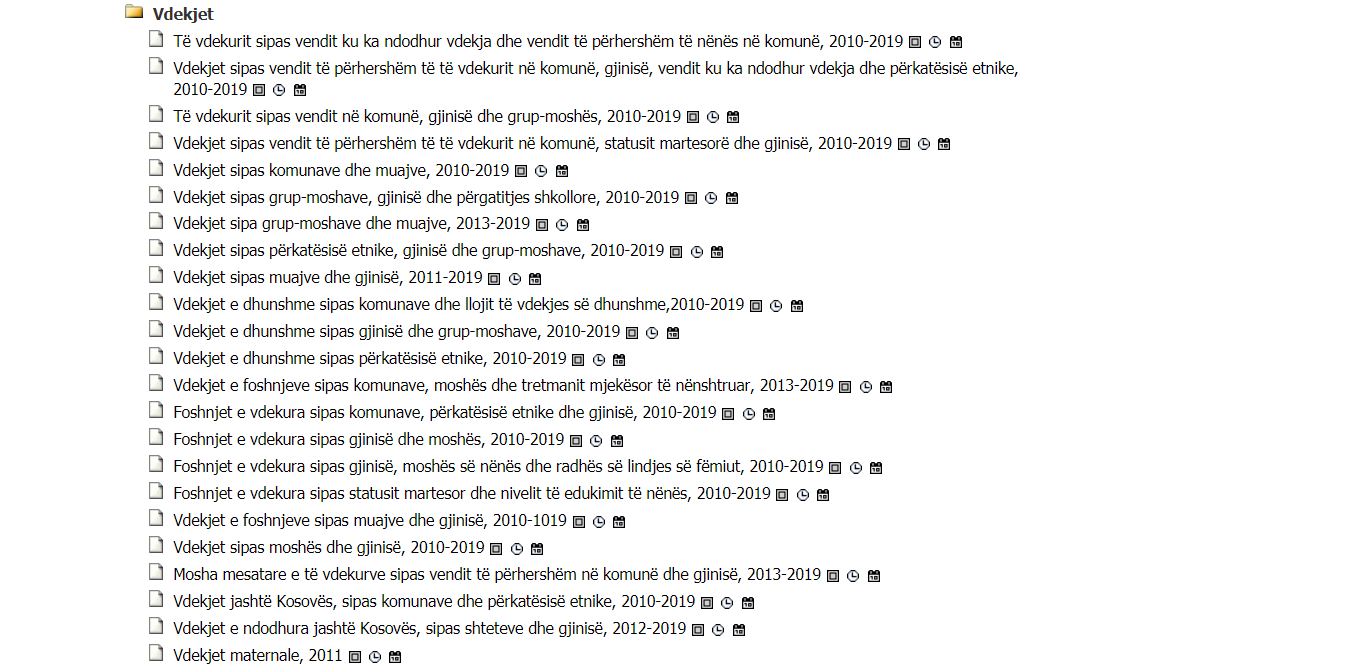 Vdekjet
Të vdekurit sipas vendit ku ka ndodhur vdekja dhe vendit të përhershëm të nënës në komunë, 2010-2019
Vdekjet sipas vendit të përhershëm të të vdekurit në komunë, gjinisë, vendit ku ka ndodhur vdekja dhe përkatësisë etnike,
2010-2019
Të vdekurit sipas vendit në komunë, gjinisë dhe grup-moshës, 2010-2019
Vdekjet sipas vendit të përhershëm të të vdekurit në komunë, statusit martesorë dhe gjinisë, 2010-2019
Vdekjet sipas komunave dhe muajve, 2010-2019
Vdekjet sipas grup-moshave, gjinisë dhe përgatitjes shkollore, 2010-2019
Vdekjet sipa grup-moshave dhe muajve, 2013-2019
Vdekjet sipas përkatësisë etnike, gjinisë dhe grup-moshave, 2010-2019
Vdekjet sipas muajve dhe gjinisë, 2011-2019
Vdekjet e dhunshme sipas komunave dhe llojit të vdekjes së dhunshme,2010-2019
Vdekjet e dhunshme sipas gjinisë dhe grup-moshave, 2010-2019
Vdekjet e dhunshme sipas përkatësisë etnike, 2010-2019
Vdekjet e foshnjeve sipas komunave, moshës dhe tretmanit mjekësor të nënshtruar, 2013-2019
Foshnjet e vdekura sipas komunave, përkatësisë etnike dhe gjinisë, 2010-2019
Foshnjet e vdekura sipas gjinisë dhe moshës, 2010-2019
Foshnjet e vdekura sipas gjinisë, moshës së nënës dhe radhës së lindjes së fëmiut, 2010-2019
Foshnjet e vdekura sipas statusit martesor dhe nivelit të edukimit të nënës, 2010-2019
Vdekjet e foshnjeve sipas muajve dhe gjinisë, 2010-1019
Vdekjet sipas moshës dhe gjinisë, 2010-2019
Mosha mesatare e të vdekurve sipas vendit të përhershëm në komunë dhe gjinisë, 2013-2019
Vdekjet jashtë Kosovës, sipas komunave dhe përkatësisë etnike, 2010-2019
Vdekjet e ndodhura jashtë Kosovës, sipas shteteve dhe gjinisë, 2012-2019
Vdekjet maternale, 2011